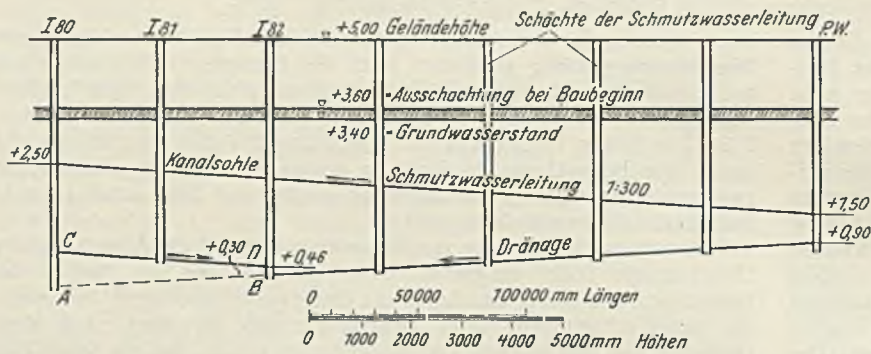 I 80 I 81 I 82 +5,00 Geländehöhe Schächte der Schmutzwasserleitung P.W.
+3,60 - Ausschachtung bei Baubeginn
+3,40 - Grundwasserstand
+2,50 Kanalsohle Schmutzwasserleitung 1:300
+1,50
C +0,30 D +0,46 Dränage +0,90
A B
0 50000 100000 mm Längen
0 1000 2000 3000 4000 5000mm Höhen